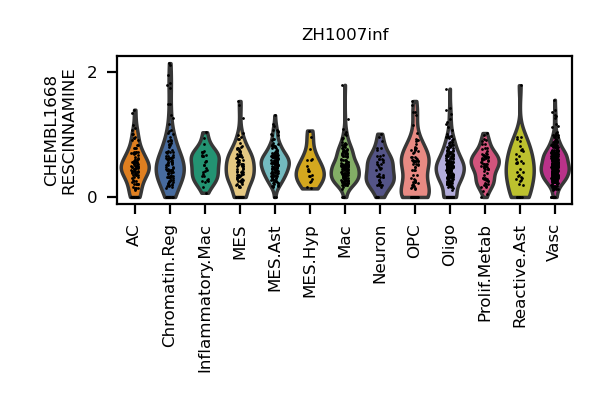 ZH1007inf
CHEMBL1668
RESCINNAMINE
2
0
AC
Chromatin.Reg
Inflammatory.Mac
MES
MES.Ast
MES.Hyp
Mac
Neuron
OPC
Oligo
Prolif.Metab
Reactive.Ast
Vasc